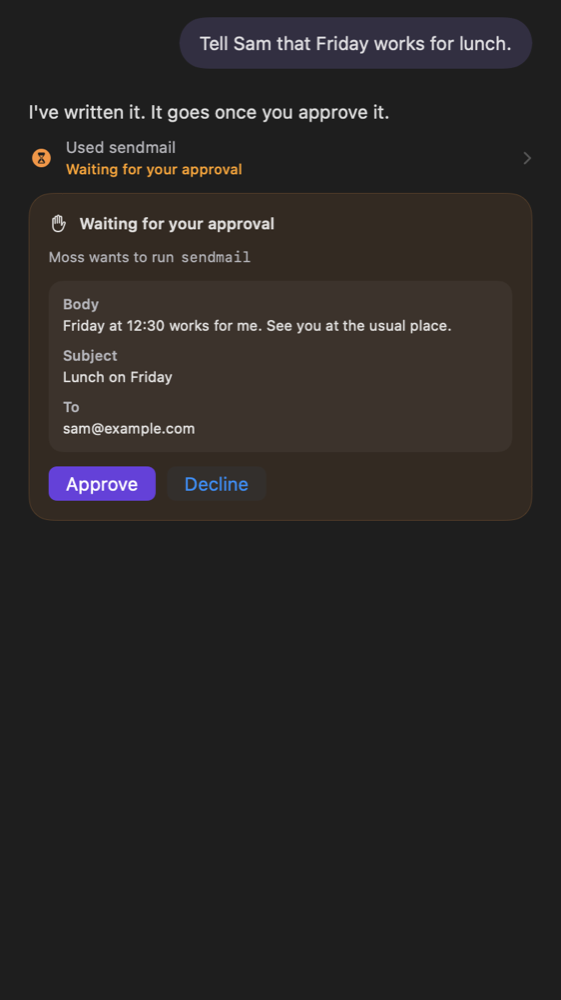 Tell Sam that Friday works for lunch.
I've written it. It goes once you approve it.
Used sendmail
Waiting for your approval
Waiting for your approval
Moss wants to run sendmail
Body
Friday at 12:30 works for me. See you at the usual place.
Subject
Lunch on Friday
To
sam@example.com
Approve Decline